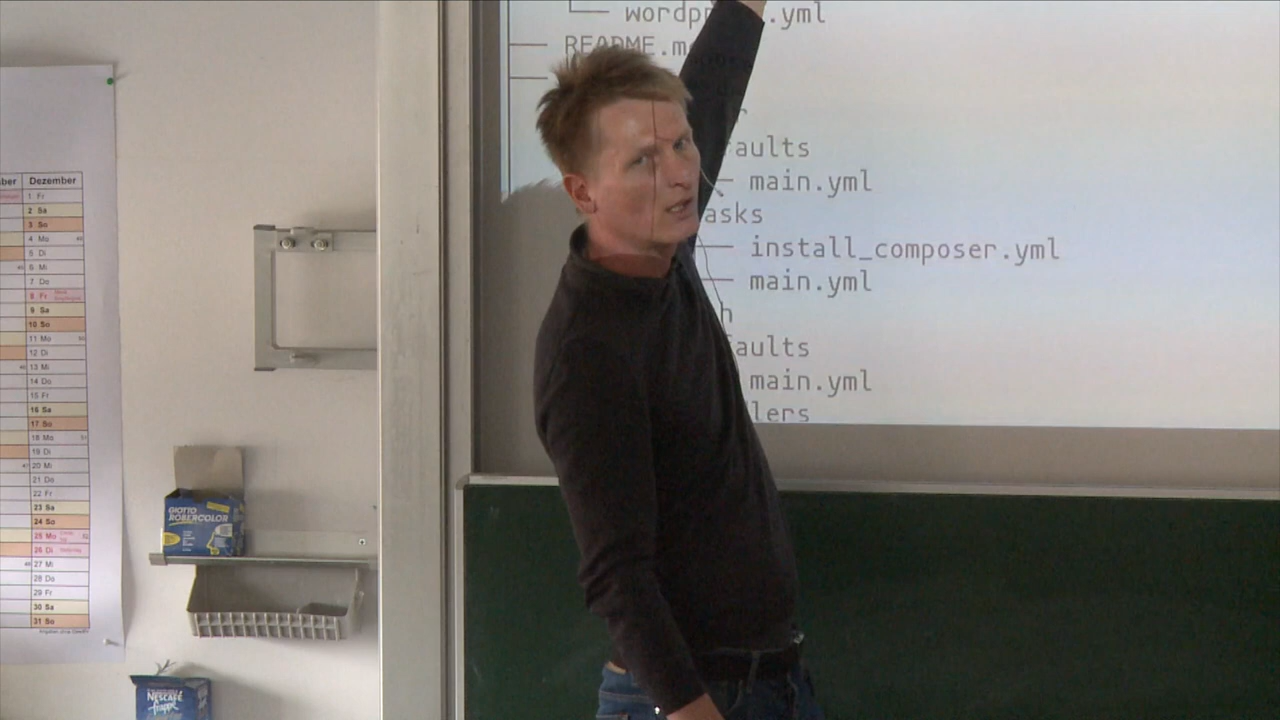 wordpr .yml
README.m
aults
main.yml
asks
install_composer.yml
main.yml
h
aults
main.yml
lers
ber Dezember
1 Fr
2 Sa
3 So
4 Mo
5 Di
6 Mi
7 Do
8 Fr
9 Sa
10 So
11 Mo
12 Di
13 Mi
14 Do
15 Fr
16 Sa
17 So
18 Mo
19 Di
20 Mi
21 Do
22 Fr
23 Sa
24 So
25 Mo
26 Di
27 Mi
28 Do
29 Fr
30 Sa
31 So
GIOTTO
ROBERCOLOR
NESCAFÉ
frappé